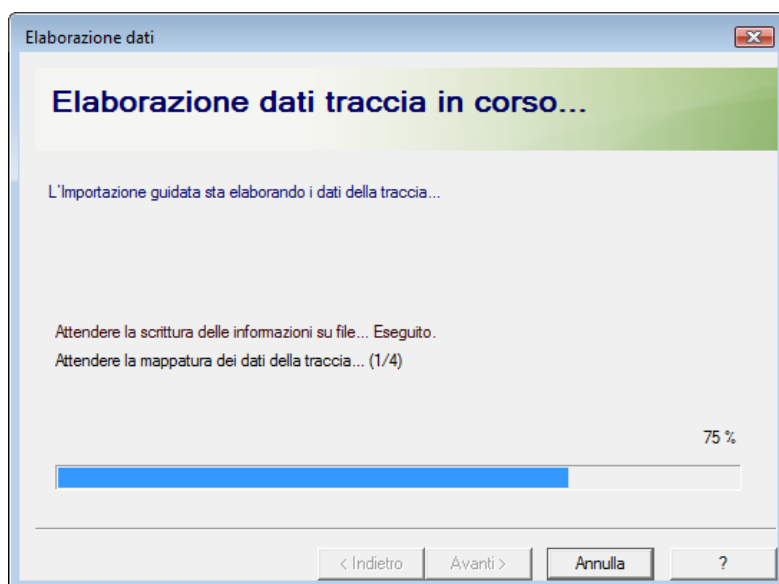 Elaborazione dati
Elaborazione dati traccia in corso...
L'Importazione guidata sta elaborando i dati della traccia...
Attendere la scrittura delle informazioni su file... Eseguito.
Attendere la mappatura dei dati della traccia... (1/4)
75 %
< Indietro
Avanti >
Annulla
?